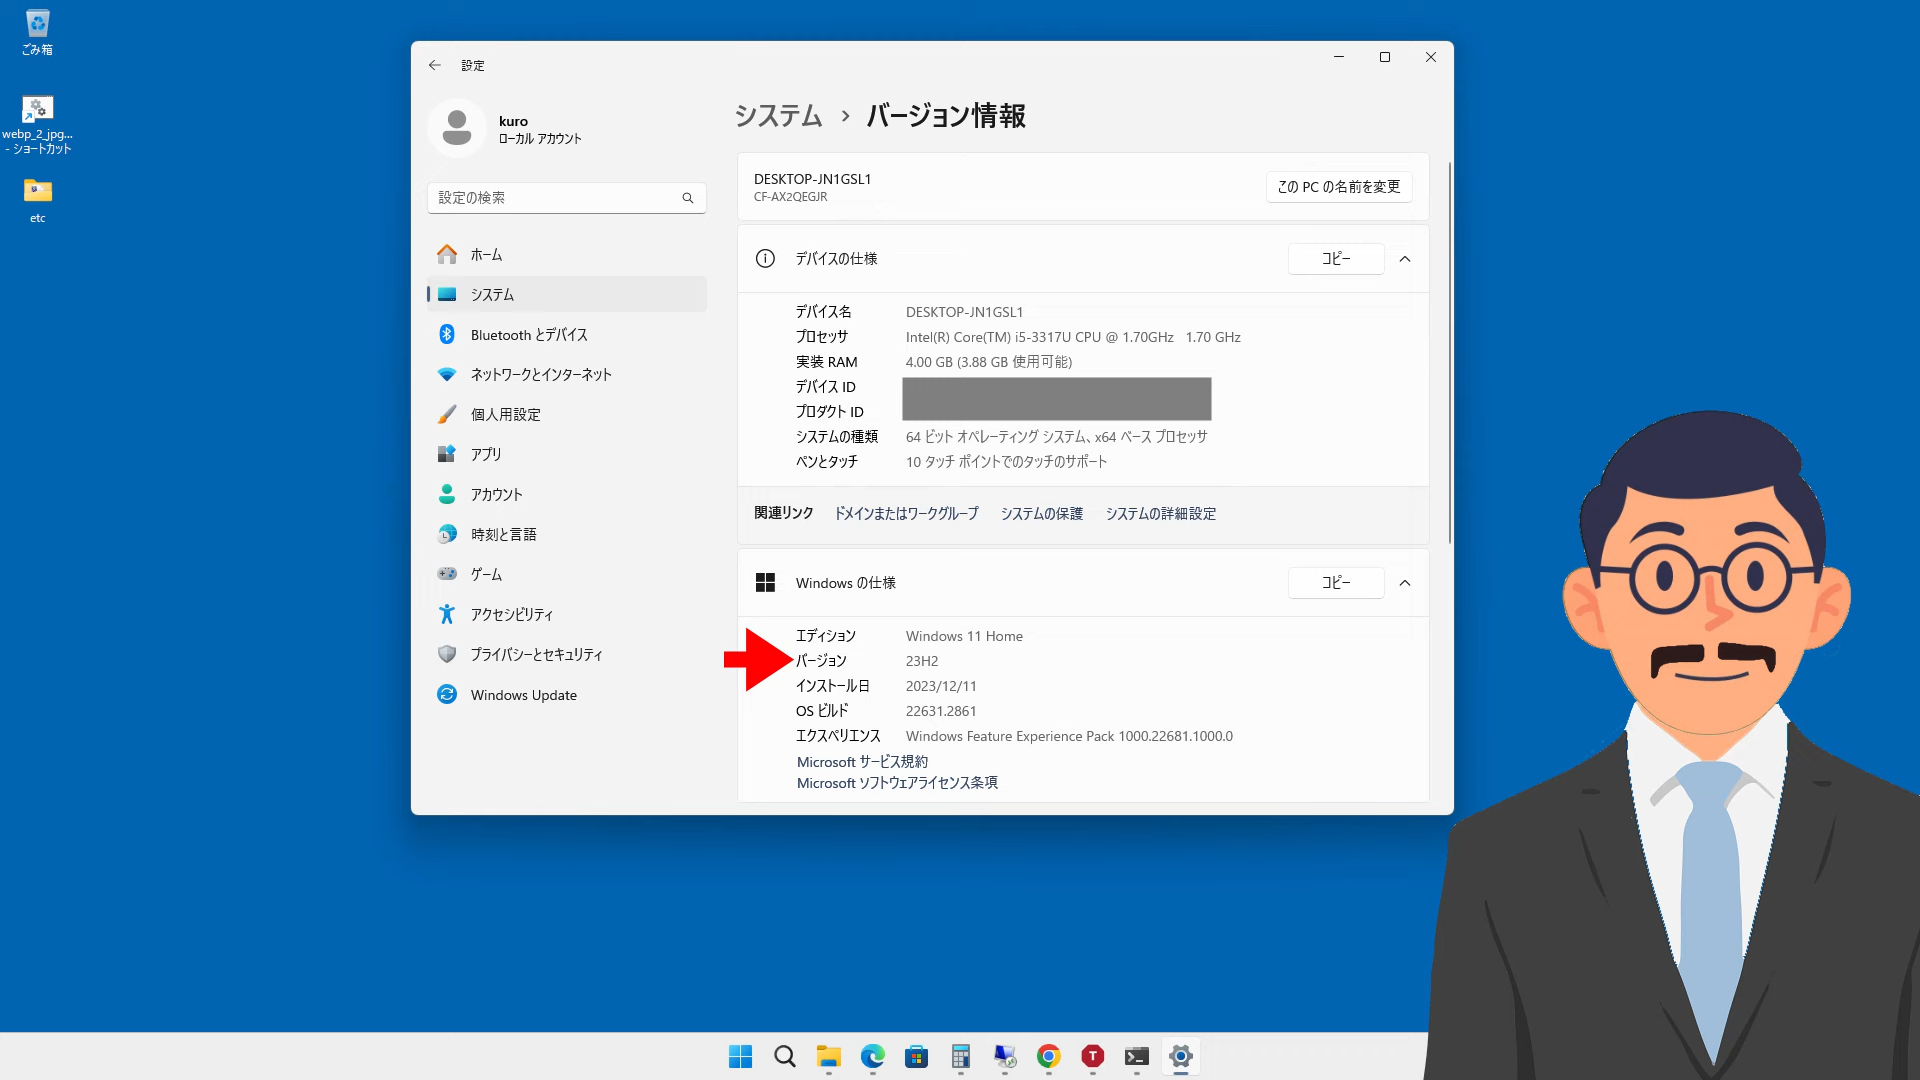 ごみ箱
webp_2_jpg...
- ショートカット
etc
設定
kuro
ローカル アカウント
設定の検索
ホーム
システム
Bluetooth とデバイス
ネットワークとインターネット
個人用設定
アプリ
アカウント
時刻と言語
ゲーム
アクセシビリティ
プライバシーとセキュリティ
Windows Update
システム › バージョン情報
DESKTOP-JN1GSL1
CF-AX2QEGJR
この PC の名前を変更
デバイスの仕様
コピー
デバイス名 DESKTOP-JN1GSL1
プロセッサ Intel(R) Core(TM) i5-3317U CPU @ 1.70GHz 1.70 GHz
実装 RAM 4.00 GB (3.88 GB 使用可能)
デバイス ID
プロダクト ID
システムの種類 64 ビット オペレーティング システム、x64 ベース プロセッサ
ペンとタッチ 10 タッチ ポイントでのタッチのサポート
関連リンク ドメインまたはワークグループ システムの保護 システムの詳細設定
Windows の仕様
コピー
エディション Windows 11 Home
バージョン 23H2
インストール日 2023/12/11
OS ビルド 22631.2861
エクスペリエンス Windows Feature Experience Pack 1000.22681.1000.0
Microsoft サービス規約
Microsoft ソフトウェアライセンス条項
T